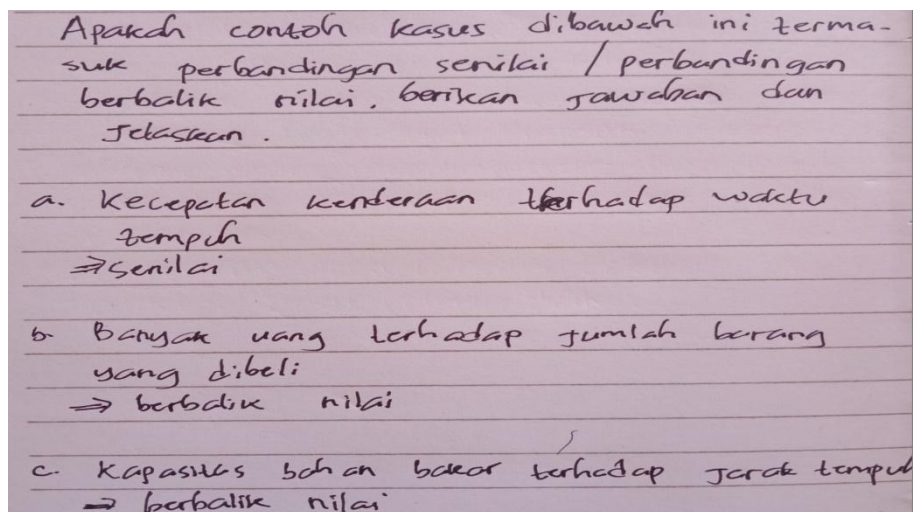 Apakah contoh kasus dibawah ini terma-
suk perbandingan senilai / perbandingan
berbalik nilai. berikan jawaban dan
Jelaskan.
a. Kecepatan kenderaan terhadap waktu
tempuh
⇒ senilai
b. Banyak uang terhadap jumlah barang
yang dibeli
⇒ berbalik nilai
c. Kapasitas bahan bakar terhadap jarak tempuh
⇒ berbalik nilai